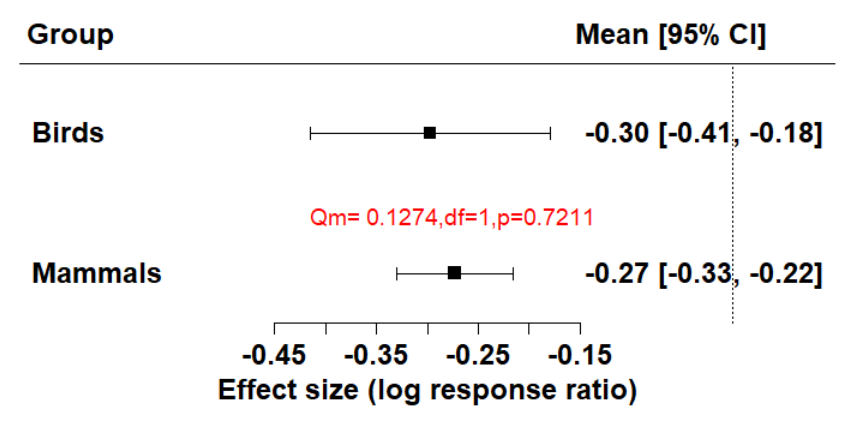 Group Mean [95% CI]
Birds -0.30 [-0.41, -0.18]
Qm= 0.1274,df=1,p=0.7211
Mammals -0.27 [-0.33, -0.22]
-0.45 -0.35 -0.25 -0.15
Effect size (log response ratio)